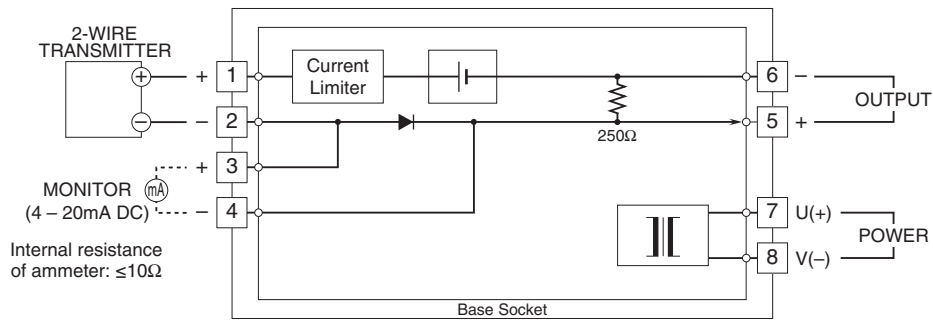 2-WIRE
TRANSMITTER
+
–
+ 1
– 2
+ 3
– 4
MONITOR
(4 – 20mA DC)
mA
Internal resistance
of ammeter: ≤10Ω
Current
Limiter
250Ω
6 –
5 +
OUTPUT
7 U(+)
8 V(–)
POWER
Base Socket